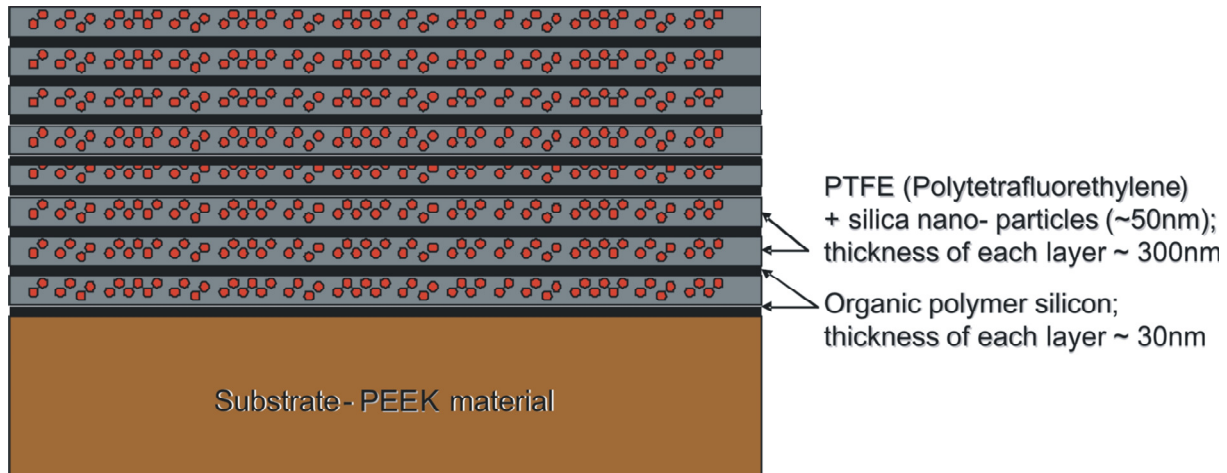 PTFE (Polytetrafluorethylene)
+ silica nano- particles (~50nm);
thickness of each layer ~ 300nm
Organic polymer silicon;
thickness of each layer ~ 30nm
Substrate - PEEK material